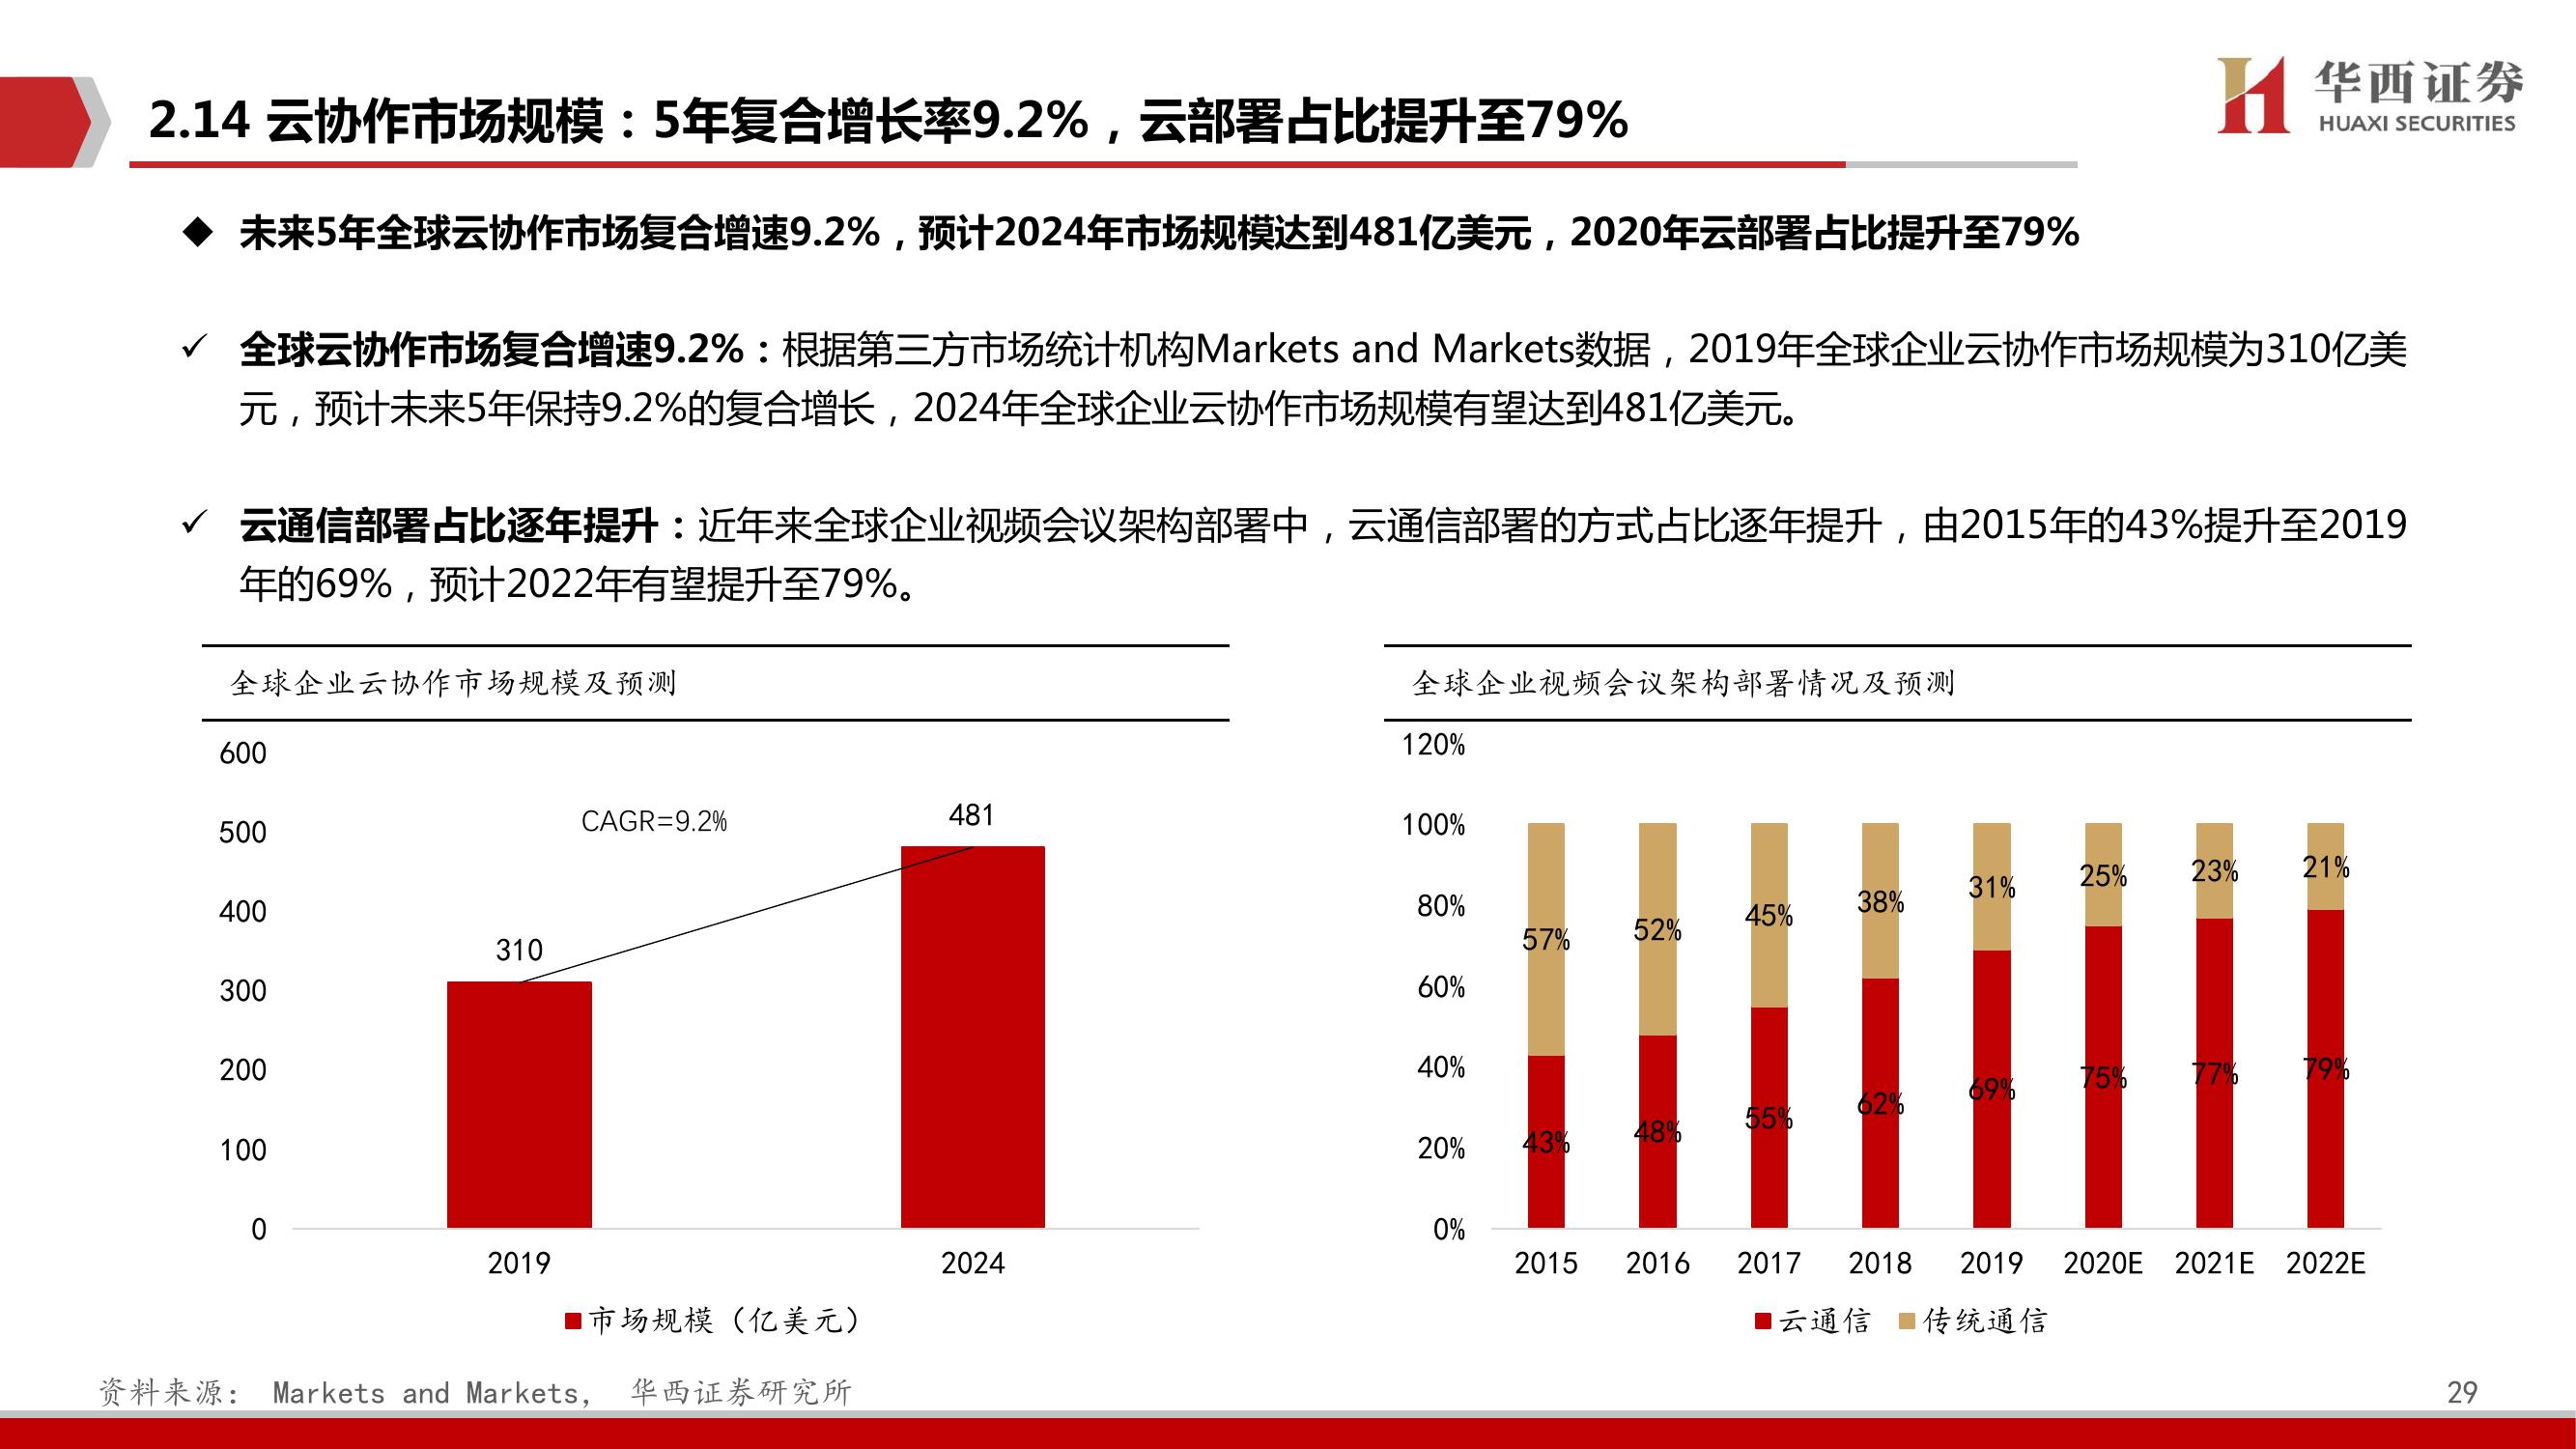 2.14 云协作市场规模：5年复合增长率9.2%，云部署占比提升至79%
华西证券
HUAXI SECURITIES
◆ 未来5年全球云协作市场复合增速9.2%，预计2024年市场规模达到481亿美元，2020年云部署占比提升至79%
✓ 全球云协作市场复合增速9.2%：根据第三方市场统计机构Markets and Markets数据，2019年全球企业云协作市场规模为310亿美
元，预计未来5年保持9.2%的复合增长，2024年全球企业云协作市场规模有望达到481亿美元。
✓ 云通信部署占比逐年提升：近年来全球企业视频会议架构部署中，云通信部署的方式占比逐年提升，由2015年的43%提升至2019
年的69%，预计2022年有望提升至79%。
全球企业云协作市场规模及预测
600
500
400
300
200
100
0
CAGR=9.2%
310
481
2019 2024
市场规模（亿美元）
全球企业视频会议架构部署情况及预测
120%
100%
80%
60%
40%
20%
0%
57% 52% 45% 38% 31% 25% 23% 21%
43% 48% 55% 62% 69% 75% 77% 79%
2015 2016 2017 2018 2019 2020E 2021E 2022E
云通信 传统通信
资料来源： Markets and Markets, 华西证券研究所
29